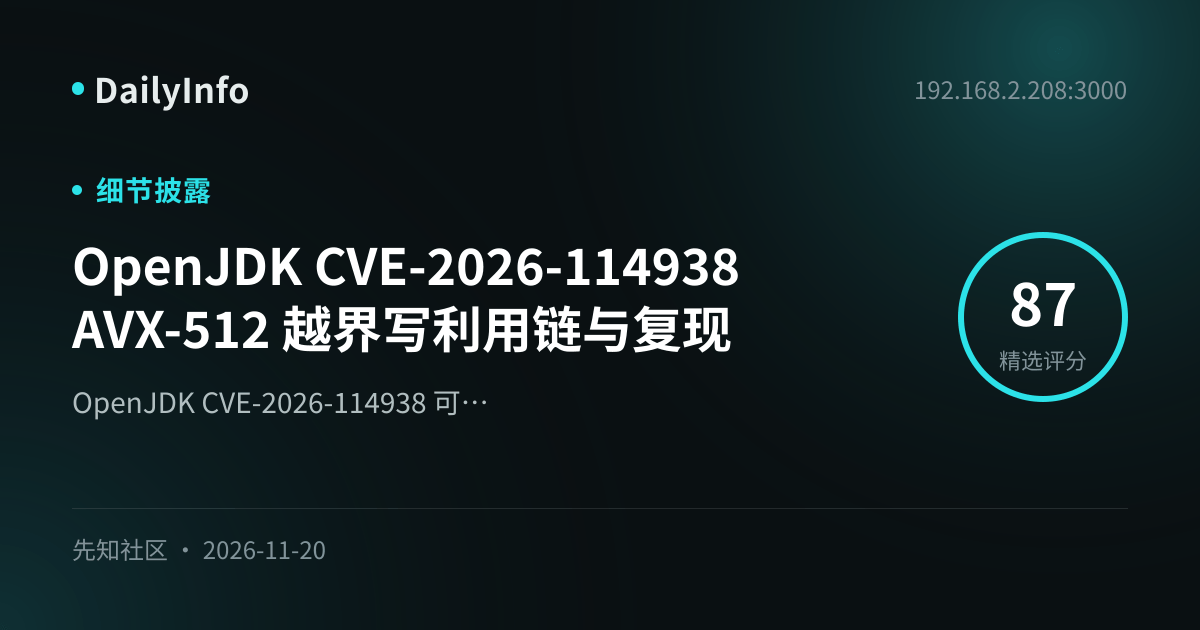 DailyInfo
192.168.2.208:3000
细节披露
OpenJDK CVE-2026-114938
AVX-512 越界写利用链与复现
OpenJDK CVE-2026-114938 可…
87
精选评分
先知社区 · 2026-11-20